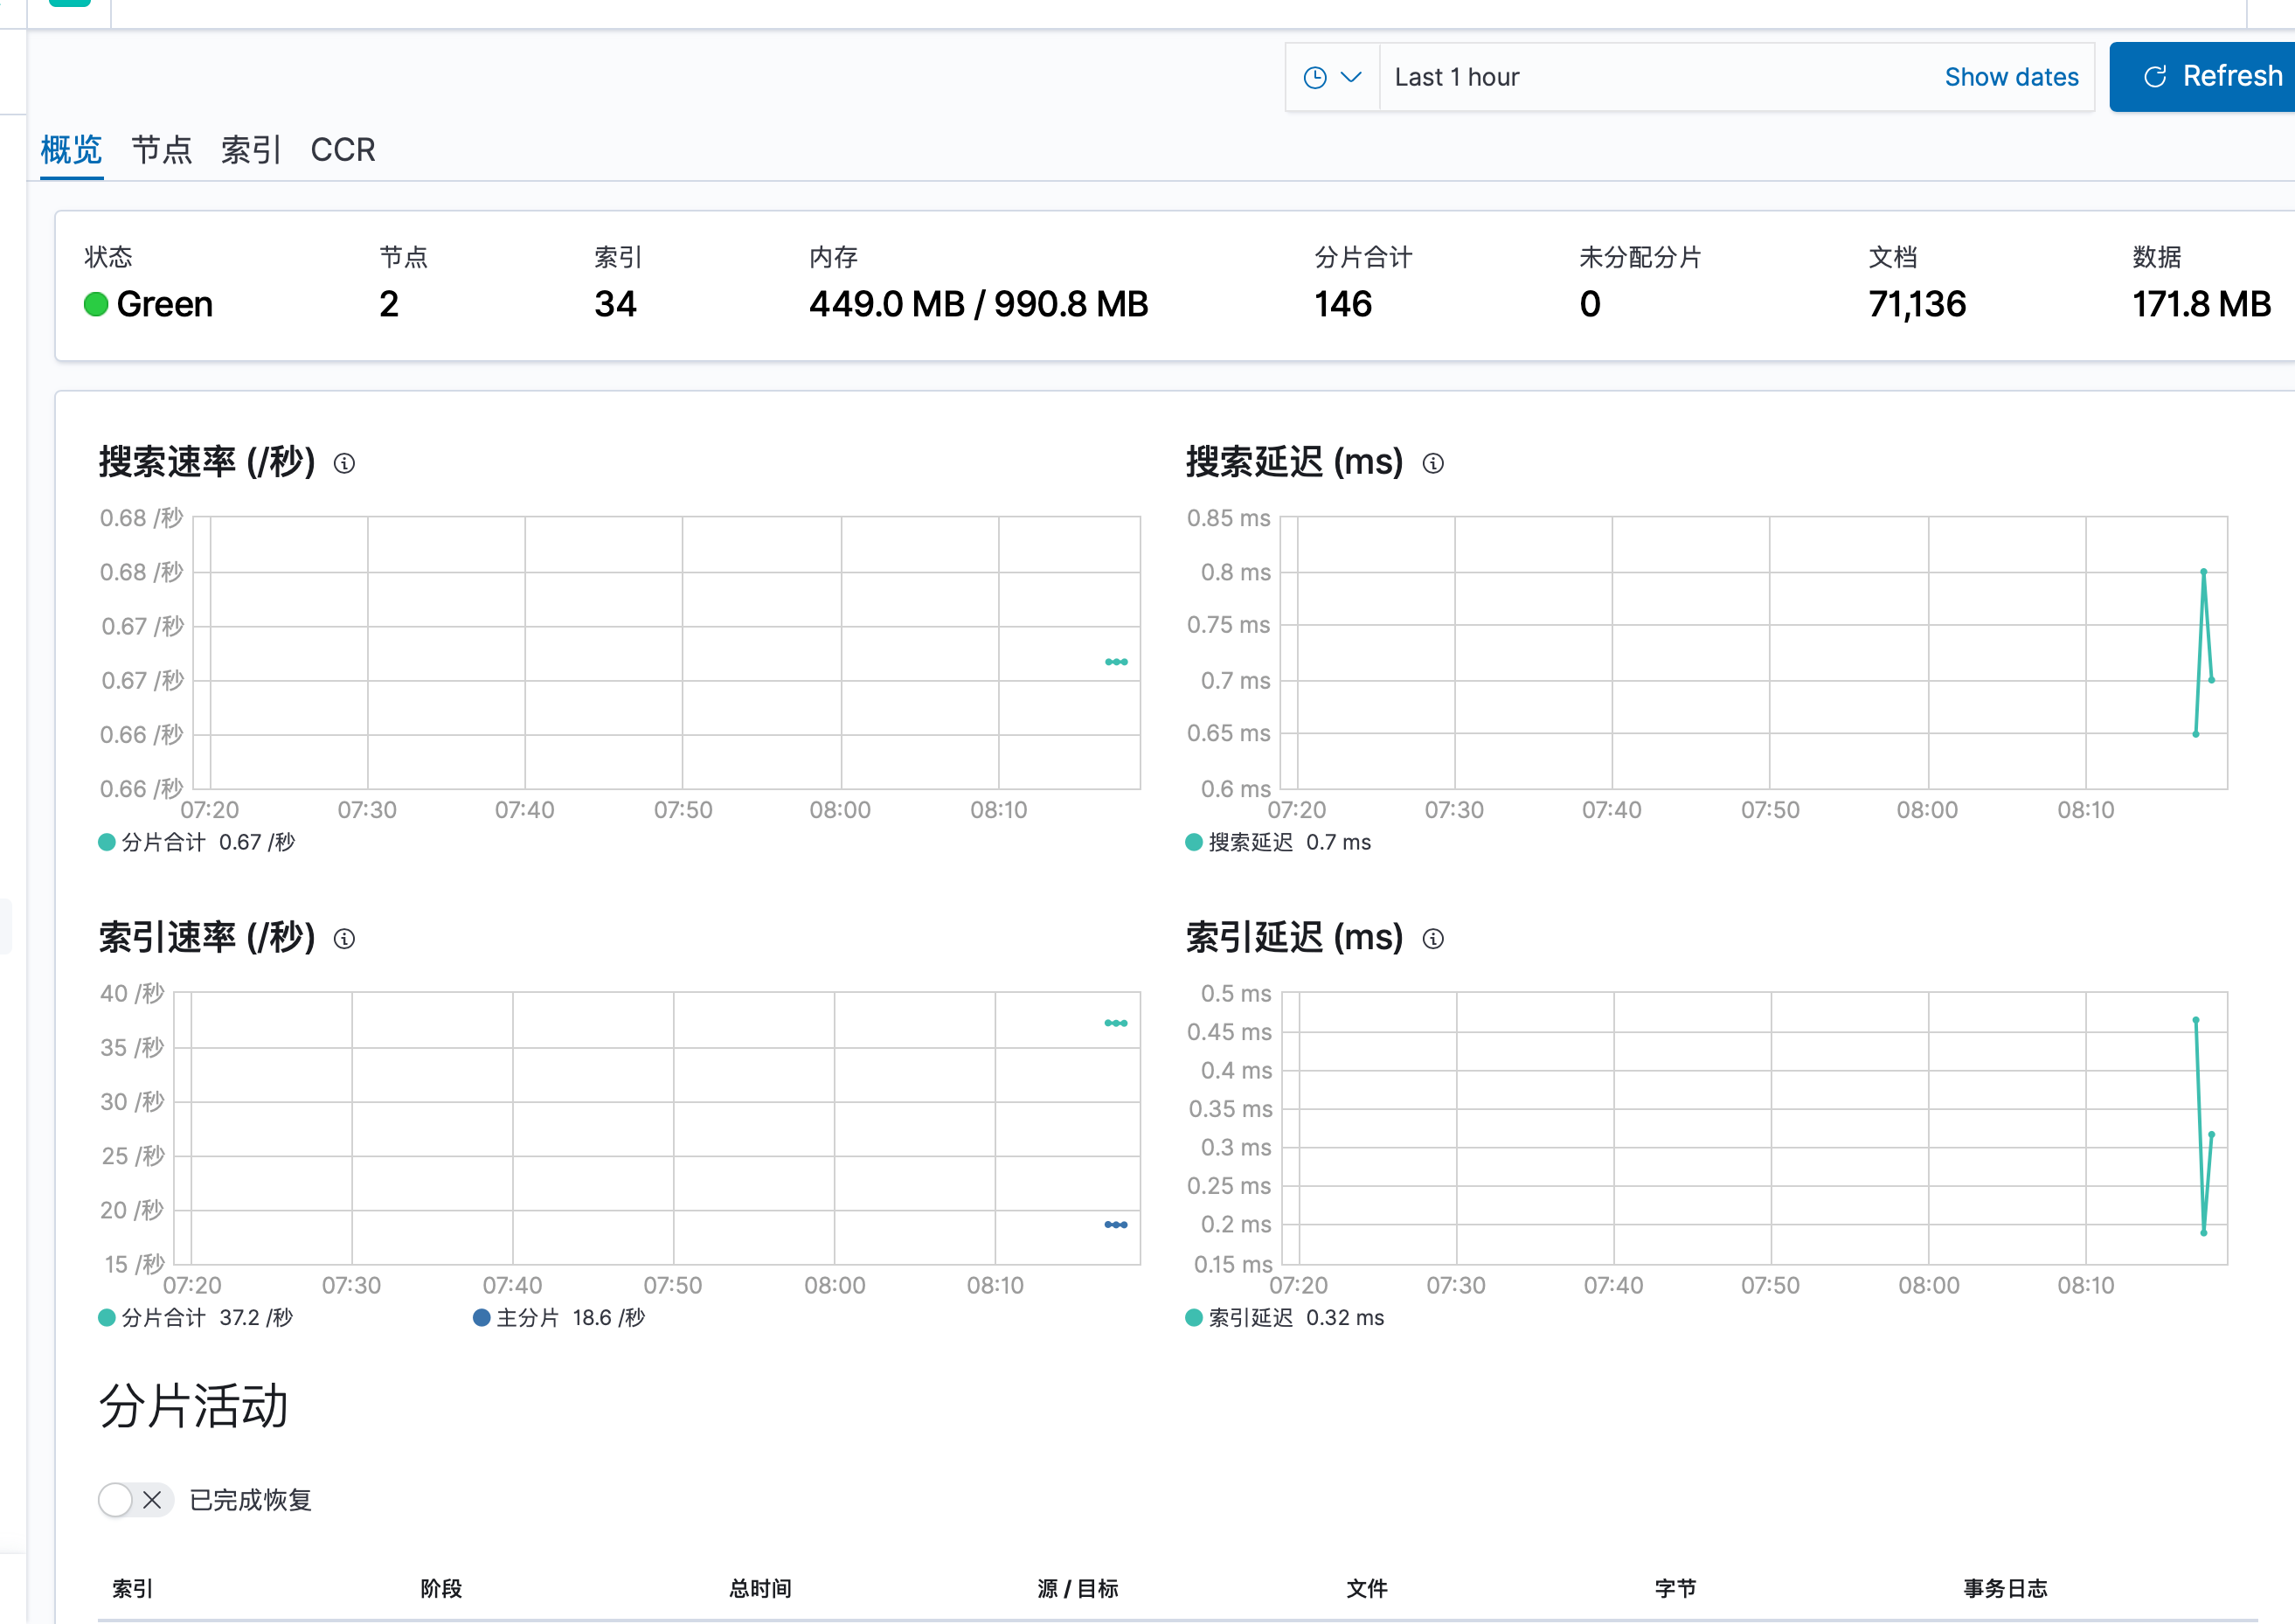 Last 1 hour Show dates Refresh
概览 节点 索引 CCR
状态 节点 索引 内存 分片合计 未分配分片 文档 数据
Green 2 34 449.0 MB / 990.8 MB 146 0 71,136 171.8 MB
搜索速率 (/秒)
0.68 /秒
0.68 /秒
0.67 /秒
0.67 /秒
0.66 /秒
0.66 /秒
07:20 07:30 07:40 07:50 08:00 08:10
分片合计 0.67 /秒
搜索延迟 (ms)
0.85 ms
0.8 ms
0.75 ms
0.7 ms
0.65 ms
0.6 ms
07:20 07:30 07:40 07:50 08:00 08:10
搜索延迟 0.7 ms
索引速率 (/秒)
40 /秒
35 /秒
30 /秒
25 /秒
20 /秒
15 /秒
07:20 07:30 07:40 07:50 08:00 08:10
分片合计 37.2 /秒 主分片 18.6 /秒
索引延迟 (ms)
0.5 ms
0.45 ms
0.4 ms
0.35 ms
0.3 ms
0.25 ms
0.2 ms
0.15 ms
07:20 07:30 07:40 07:50 08:00 08:10
索引延迟 0.32 ms
分片活动
已完成恢复
索引 阶段 总时间 源 / 目标 文件 字节 事务日志